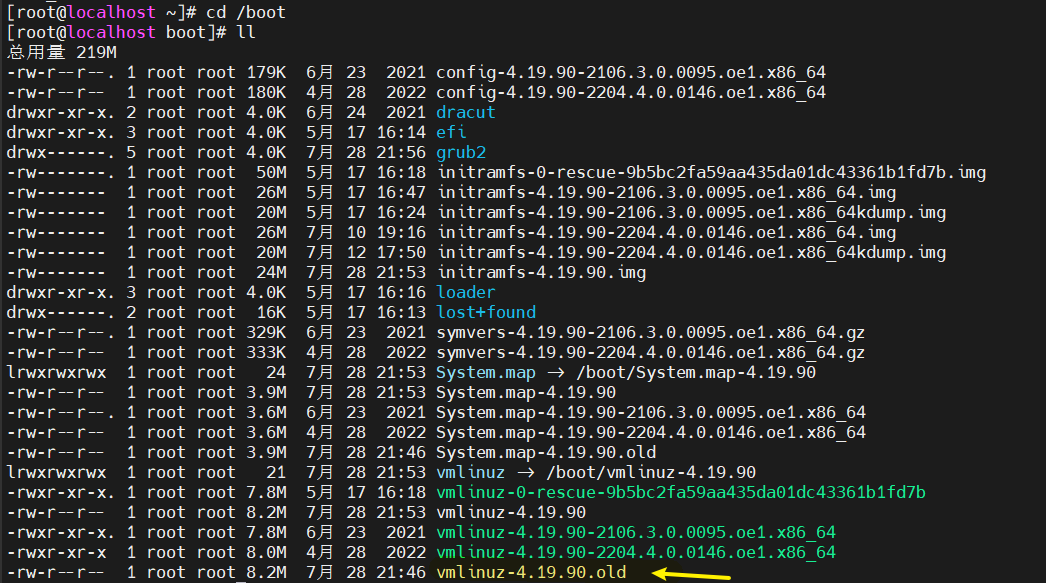 [root@localhost ~]# cd /boot
[root@localhost boot]# ll
总用量 219M
-rw-r--r--. 1 root root 179K  6月 23  2021 config-4.19.90-2106.3.0.0095.oe1.x86_64
-rw-r--r--  1 root root 180K  4月 28  2022 config-4.19.90-2204.4.0.0146.oe1.x86_64
drwxr-xr-x. 2 root root 4.0K  6月 24  2021 dracut
drwxr-xr-x. 3 root root 4.0K  5月 17 16:14 efi
drwx------. 5 root root 4.0K  7月 28 21:56 grub2
-rw-------. 1 root root  50M  5月 17 16:18 initramfs-0-rescue-9b5bc2fa59aa435da01dc43361b1fd7b.img
-rw-------  1 root root  26M  5月 17 16:47 initramfs-4.19.90-2106.3.0.0095.oe1.x86_64.img
-rw-------  1 root root  20M  5月 17 16:24 initramfs-4.19.90-2106.3.0.0095.oe1.x86_64kdump.img
-rw-------  1 root root  26M  7月 10 19:16 initramfs-4.19.90-2204.4.0.0146.oe1.x86_64.img
-rw-------  1 root root  20M  7月 12 17:50 initramfs-4.19.90-2204.4.0.0146.oe1.x86_64kdump.img
-rw-------  1 root root  24M  7月 28 21:53 initramfs-4.19.90.img
drwxr-xr-x. 3 root root 4.0K  5月 17 16:16 loader
drwx------. 2 root root  16K  5月 17 16:13 lost+found
-rw-r--r--. 1 root root 329K  6月 23  2021 symvers-4.19.90-2106.3.0.0095.oe1.x86_64.gz
-rw-r--r--  1 root root 333K  4月 28  2022 symvers-4.19.90-2204.4.0.0146.oe1.x86_64.gz
lrwxrwxrwx  1 root root   24  7月 28 21:53 System.map -> /boot/System.map-4.19.90
-rw-r--r--  1 root root 3.9M  7月 28 21:53 System.map-4.19.90
-rw-r--r--. 1 root root 3.6M  6月 23  2021 System.map-4.19.90-2106.3.0.0095.oe1.x86_64
-rw-r--r--  1 root root 3.6M  4月 28  2022 System.map-4.19.90-2204.4.0.0146.oe1.x86_64
-rw-r--r--  1 root root 3.9M  7月 28 21:46 System.map-4.19.90.old
lrwxrwxrwx  1 root root   21  7月 28 21:53 vmlinuz -> /boot/vmlinuz-4.19.90
-rwxr-xr-x. 1 root root 7.8M  5月 17 16:18 vmlinuz-0-rescue-9b5bc2fa59aa435da01dc43361b1fd7b
-rw-r--r--  1 root root 8.2M  7月 28 21:53 vmlinuz-4.19.90
-rwxr-xr-x. 1 root root 7.8M  6月 23  2021 vmlinuz-4.19.90-2106.3.0.0095.oe1.x86_64
-rwxr-xr-x  1 root root 8.0M  4月 28  2022 vmlinuz-4.19.90-2204.4.0.0146.oe1.x86_64
-rw-r--r--  1 root root 8.2M  7月 28 21:46 vmlinuz-4.19.90.old